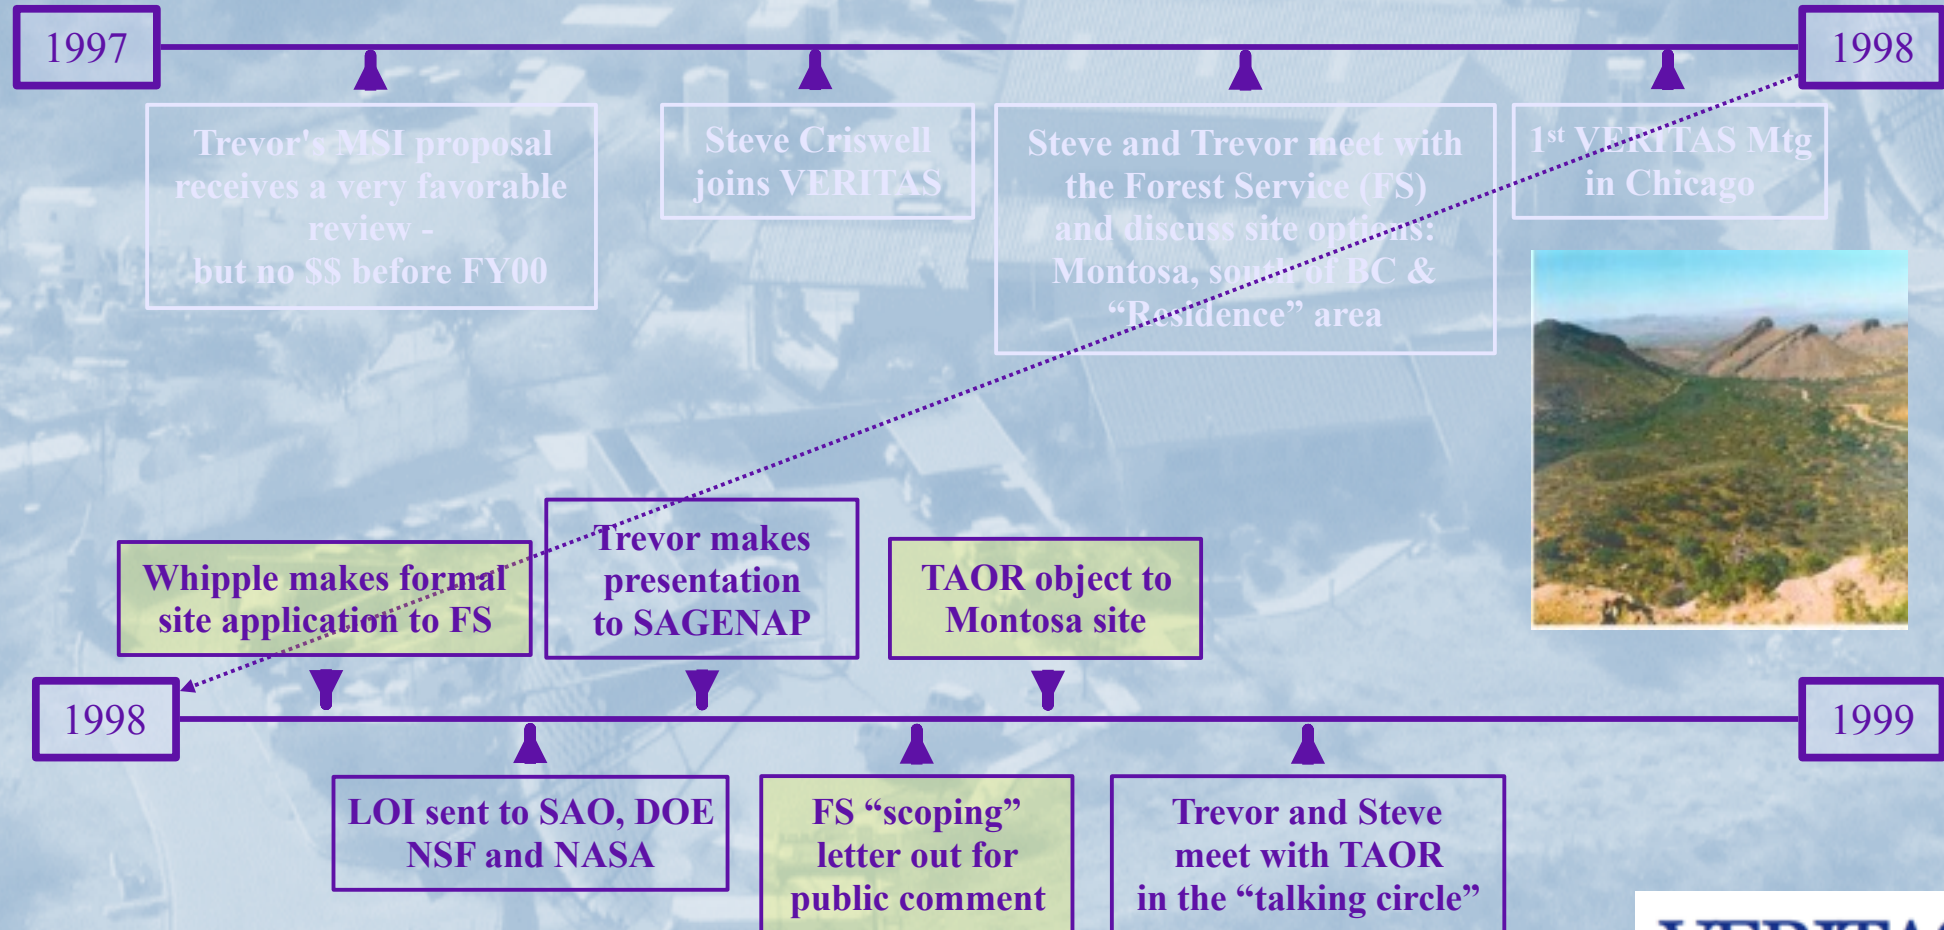 1997
1998
Trevor's MSI proposal
receives a very favorable
review -
but no $$ before FY00
Steve Criswell
joins VERITAS
Steve and Trevor meet with
the Forest Service (FS)
and discuss site options:
Montosa, south of BC &
“Residence” area
1st VERITAS Mtg
in Chicago
Whipple makes formal
site application to FS
Trevor makes
presentation
to SAGENAP
TAOR object to
Montosa site
1998
1999
LOI sent to SAO, DOE
NSF and NASA
FS “scoping”
letter out for
public comment
Trevor and Steve
meet with TAOR
in the “talking circle”